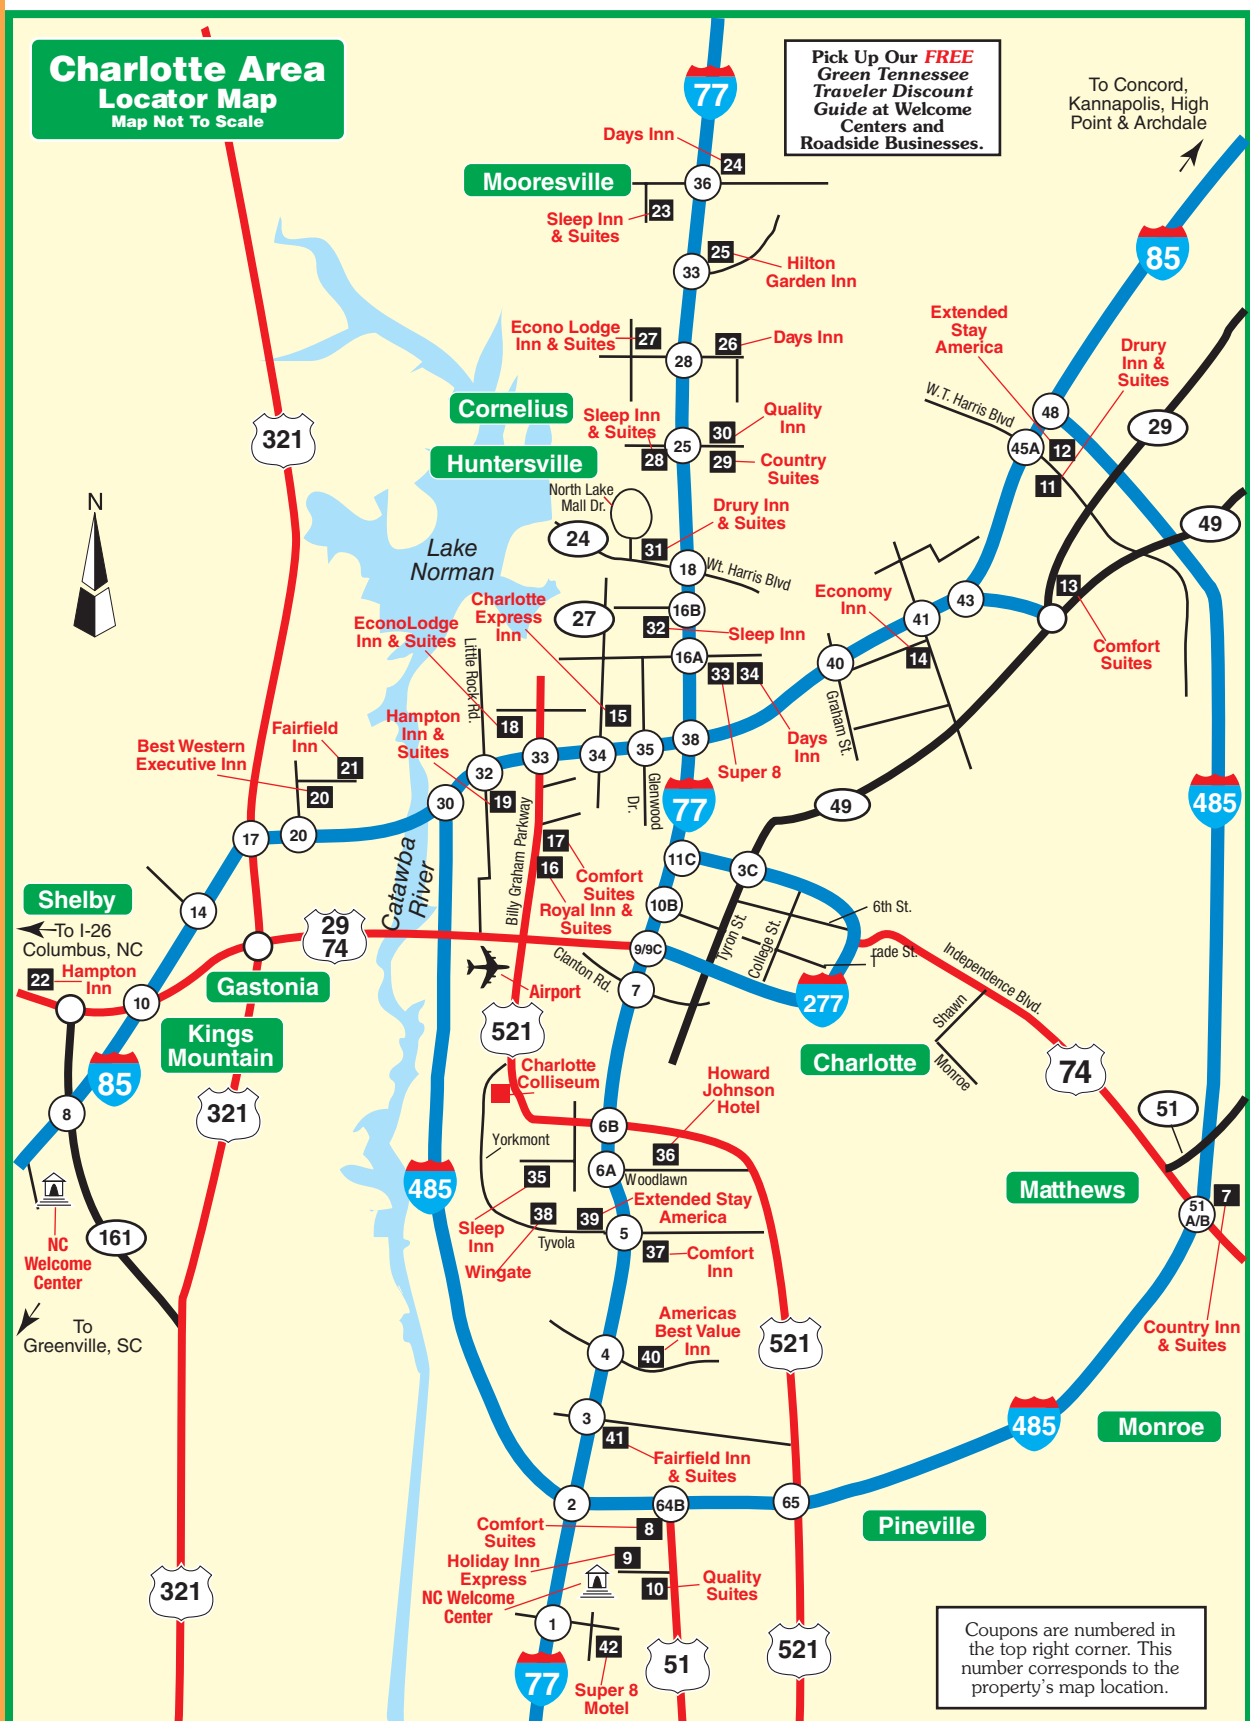 Charlotte Area
Locator Map
Map Not To Scale
77
Pick Up Our FREE
Green Tennessee
Traveler Discount
Guide at Welcome
Centers and
Roadside Businesses.
To Concord,
Kannapolis, High
Point & Archdale
Days Inn
24
Mooresville
36
23
Sleep Inn
& Suites
25
33
Hilton
Garden Inn
85
Extended
Stay
America
Econo Lodge
Inn & Suites
27
26
Days Inn
28
Drury
Inn &
Suites
W.T. Harris Blvd
48
29
Cornelius
Sleep Inn
& Suites
Quality
Inn
30
25
28
29
Country
Suites
321
45A
12
11
Huntersville
North Lake
Mall Dr.
Drury Inn
& Suites
49
N
24
31
Lake
Norman
18
Wt. Harris Blvd
Charlotte
Express
Inn
27
16B
32
Sleep Inn
Economy
Inn
43
13
41
Comfort
Suites
EconoLodge
Inn & Suites
Little Rock Rd.
16A
33
34
40
14
Graham St.
Hampton
Inn &
Suites
18
15
Fairfield
Inn
21
Best Western
Executive Inn
20
33
34
35
38
Days
Inn
Super 8
32
30
19
Glenwood
Dr.
77
49
485
17
20
Billy Graham Parkway
17
16
Comfort
Suites
Royal Inn &
Suites
11C
3C
Catawba
River
Shelby
14
10B
6th St.
To I-26
Columbus, NC
29
74
Tyron St.
College St.
9/9C
Trade St.
Independence Blvd.
22
Hampton
Inn
Clanton Rd.
Gastonia
10
Airport
7
277
Shawn
Kings
Mountain
521
Charlotte
Monroe
74
85
Charlotte
Colliseum
Howard
Johnson
Hotel
8
321
51
6B
Yorkmont
36
6A
Woodlawn
35
485
Matthews
7
51
A/B
38
39
Extended Stay
America
Sleep
Inn
Tyvola
5
37
Comfort
Inn
Wingate
161
NC
Welcome
Center
To
Greenville, SC
Americas
Best Value
Inn
4
40
521
Country Inn
& Suites
3
41
485
Monroe
Fairfield Inn
& Suites
2
64B
65
Pineville
Comfort
Suites
8
Holiday Inn
Express
9
10
Quality
Suites
NC Welcome
Center
321
1
42
51
521
77
Super 8
Motel
Coupons are numbered in
the top right corner. This
number corresponds to the
property's map location.